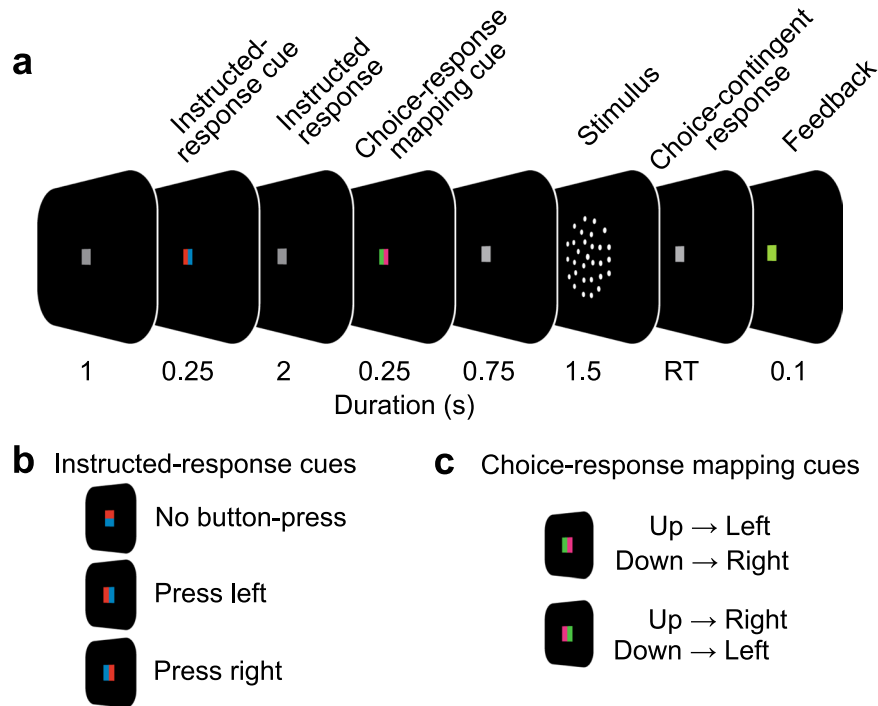 a
Instructed-
response cue
Instructed
response
Choice-response
mapping cue
Stimulus
Choice-contingent
response
Feedback
1 0.25 2 0.25 0.75 1.5 RT 0.1
Duration (s)
b Instructed-response cues
No button-press
Press left
Press right
c Choice-response mapping cues
Up → Left
Down → Right
Up → Right
Down → Left